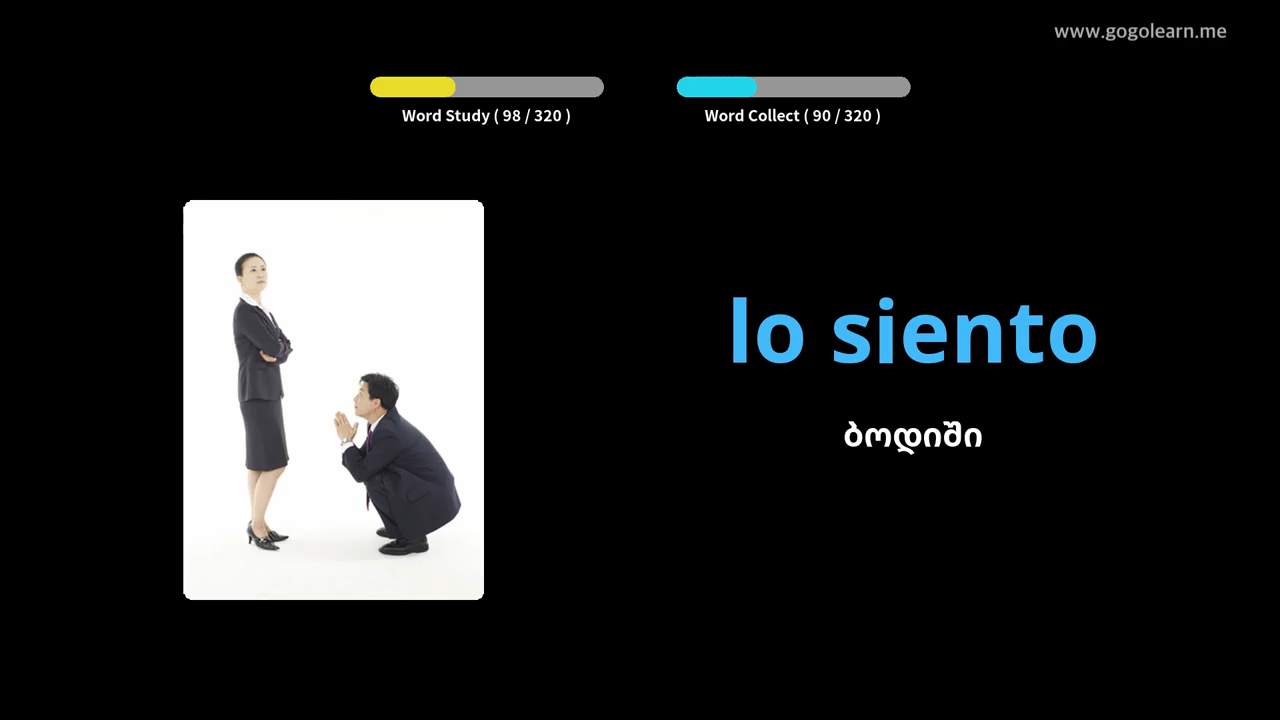 www.gogolearn.me
Word Study ( 98 / 320 )
Word Collect ( 90 / 320 )
lo siento
ბოდიში